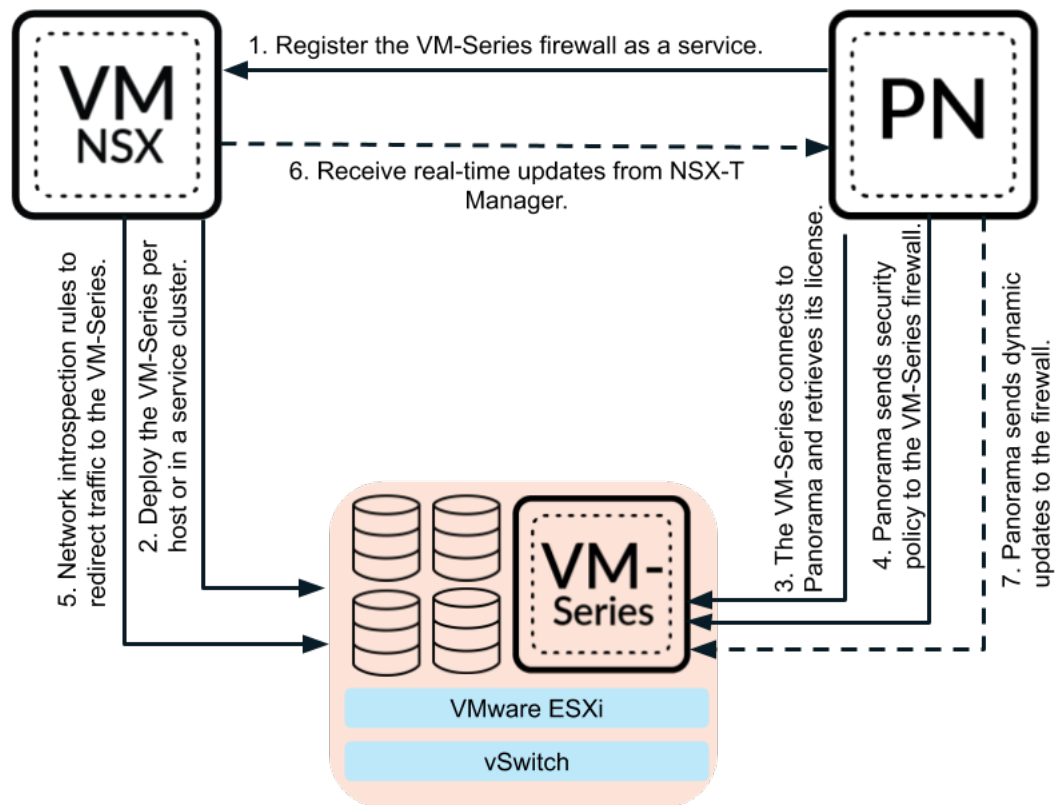 1. Register the VM-Series firewall as a service.
VM
NSX
PN
6. Receive real-time updates from NSX-T
Manager.
5. Network introspection rules to
redirect traffic to the VM-Series.
2. Deploy the VM-Series per
host or in a service cluster.
3. The VM-Series connects to
Panorama and retrieves its license.
4. Panorama sends security
policy to the VM-Series firewall.
7. Panorama sends dynamic
updates to the firewall.
VM-
Series
VMware ESXi
vSwitch